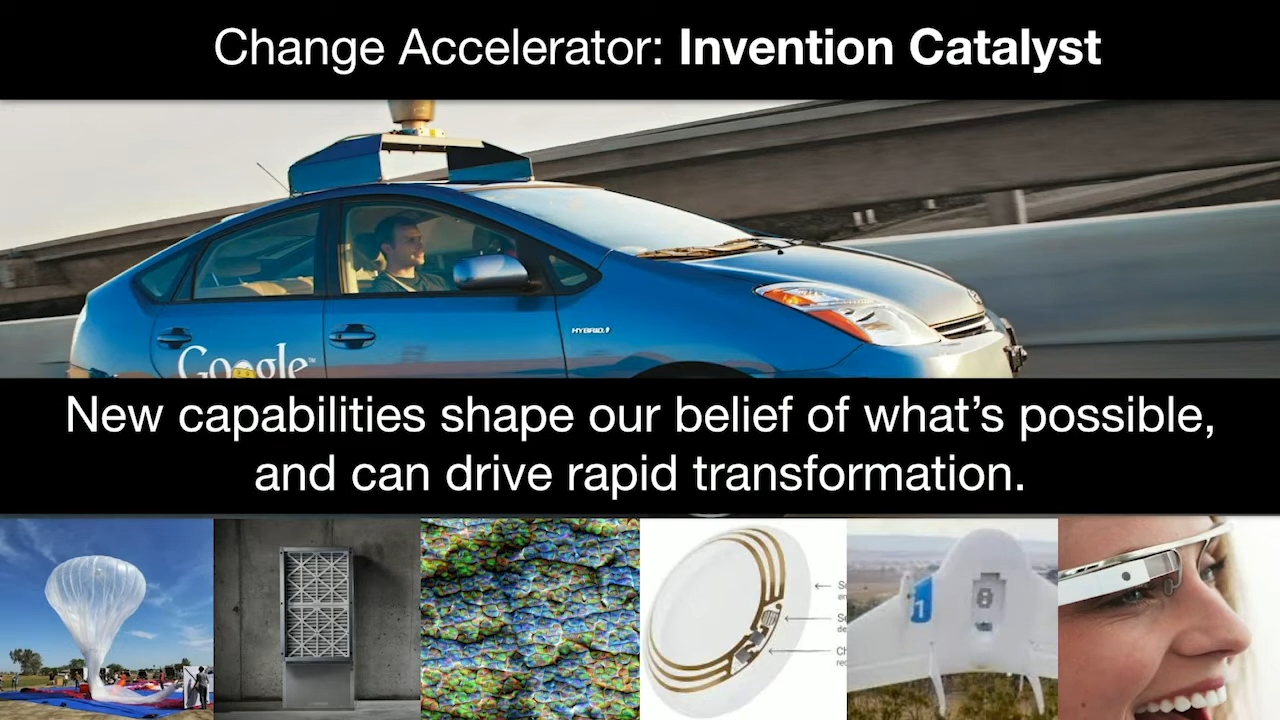 Change Accelerator: Invention Catalyst
HYBRID
Google™
New capabilities shape our belief of what’s possible,
and can drive rapid transformation.
1